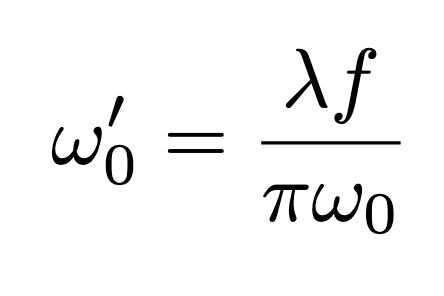 ω′₀ = λf / πω₀